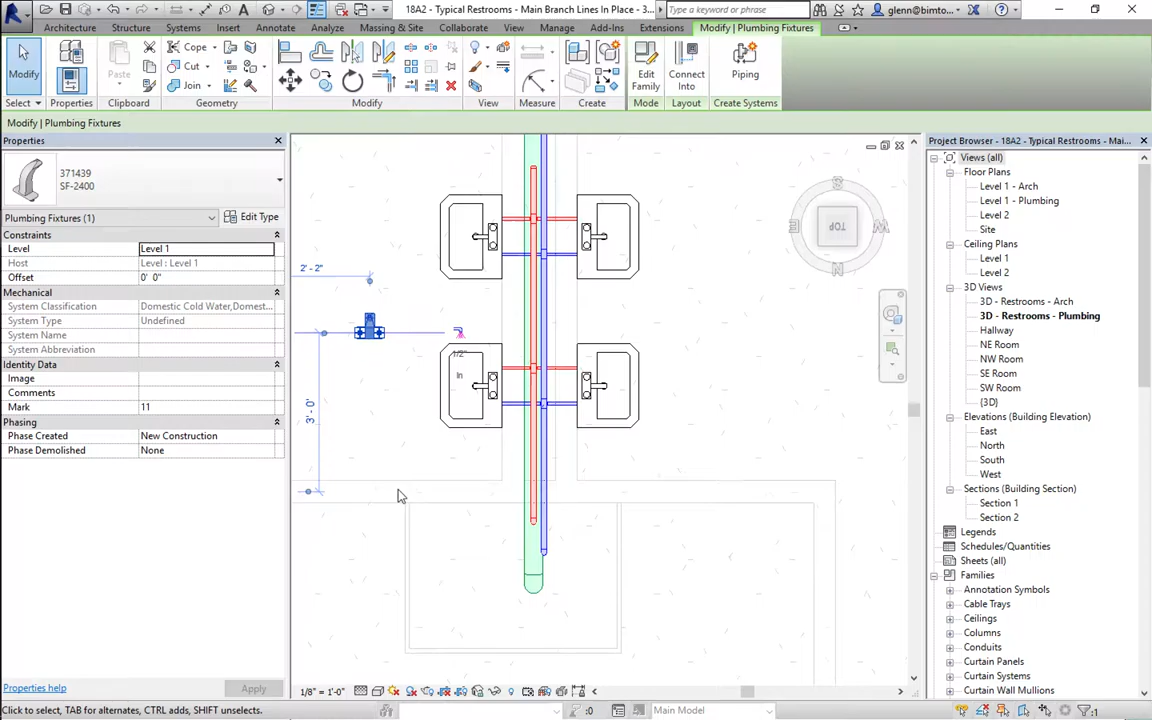 18A2 - Typical Restrooms - Main Branch Lines In Place - 3...
Type a keyword or phrase
glenn@bimto...
Architecture Structure Systems Insert Annotate Analyze Massing & Site Collaborate View Manage Add-Ins Extensions Modify | Plumbing Fixtures
Modify Paste Cope Cut Join Edit Family Connect Into Piping
Select Properties Clipboard Geometry Modify View Measure Create Mode Layout Create Systems
Modify | Plumbing Fixtures
Properties
371439
SF-2400
Plumbing Fixtures (1) Edit Type
Constraints
Level Level 1
Host Level : Level 1
Offset 0' 0"
Mechanical
System Classification Domestic Cold Water,Domest...
System Type Undefined
System Name
System Abbreviation
Identity Data
Image
Comments
Mark 11
Phasing
Phase Created New Construction
Phase Demolished None
Properties help Apply
2' - 2"
3' - 0"
1/2"
In
TOP
S
E
W
N
Project Browser - 18A2 - Typical Restrooms - Mai...
Views (all)
Floor Plans
Level 1 - Arch
Level 1 - Plumbing
Level 2
Site
Ceiling Plans
Level 1
Level 2
3D Views
3D - Restrooms - Arch
3D - Restrooms - Plumbing
Hallway
NE Room
NW Room
SE Room
SW Room
{3D}
Elevations (Building Elevation)
East
North
South
West
Sections (Building Section)
Section 1
Section 2
Legends
Schedules/Quantities
Sheets (all)
Families
Annotation Symbols
Cable Trays
Ceilings
Columns
Conduits
Curtain Panels
Curtain Systems
Curtain Wall Mullions
1/8" = 1'-0"
Click to select, TAB for alternates, CTRL adds, SHIFT unselects.
:0
Main Model
:1